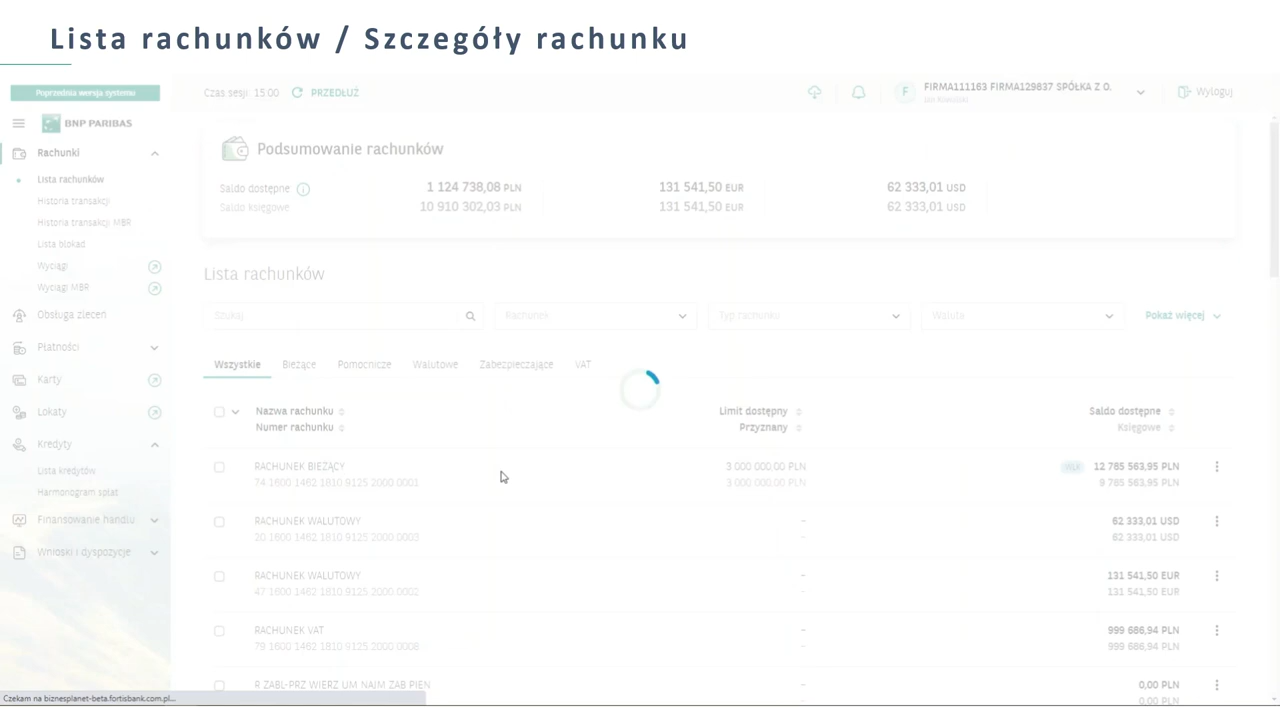 Lista rachunków / Szczegóły rachunku
Poprzednia wersja systemu
Czas sesji: 15:00 PRZEDŁUŻ
F FIRMA111163 FIRMA129837 SPÓŁKA Z O.
Jan Kowalski
Wyloguj
BNP PARIBAS
Rachunki
Lista rachunków
Historia transakcji
Historia transakcji MBR
Lista blokad
Wyciągi
Wyciągi MBR
Obsługa zleceń
Płatności
Karty
Lokaty
Kredyty
Lista kredytów
Harmonogram spłat
Finansowanie handlu
Wnioski i dyspozycje
Podsumowanie rachunków
Saldo dostępne 1 124 738,08 PLN 131 541,50 EUR 62 333,01 USD
Saldo księgowe 10 910 302,03 PLN 131 541,50 EUR 62 333,01 USD
Lista rachunków
Szukaj Rachunek Typ rachunku Waluta Pokaż więcej
Wszystkie Bieżące Pomocnicze Walutowe Zabezpieczające VAT
Nazwa rachunku Limit dostępny Saldo dostępne
Numer rachunku Przyznany Księgowe
RACHUNEK BIEŻĄCY 3 000 000,00 PLN WLK 12 785 563,95 PLN
74 1600 1462 1810 9125 2000 0001 3 000 000,00 PLN 9 785 563,95 PLN
RACHUNEK WALUTOWY – 62 333,01 USD
20 1600 1462 1810 9125 2000 0003 – 62 333,01 USD
RACHUNEK WALUTOWY – 131 541,50 EUR
47 1600 1462 1810 9125 2000 0002 – 131 541,50 EUR
RACHUNEK VAT – 999 686,94 PLN
79 1600 1462 1810 9125 2000 0008 – 999 686,94 PLN
R ZABL-PRZ WIERZ UM NAJM ZAB PIEN – 0,00 PLN
– 0,00 PLN
Czekam na biznesplanet-beta.fortisbank.com.pl...